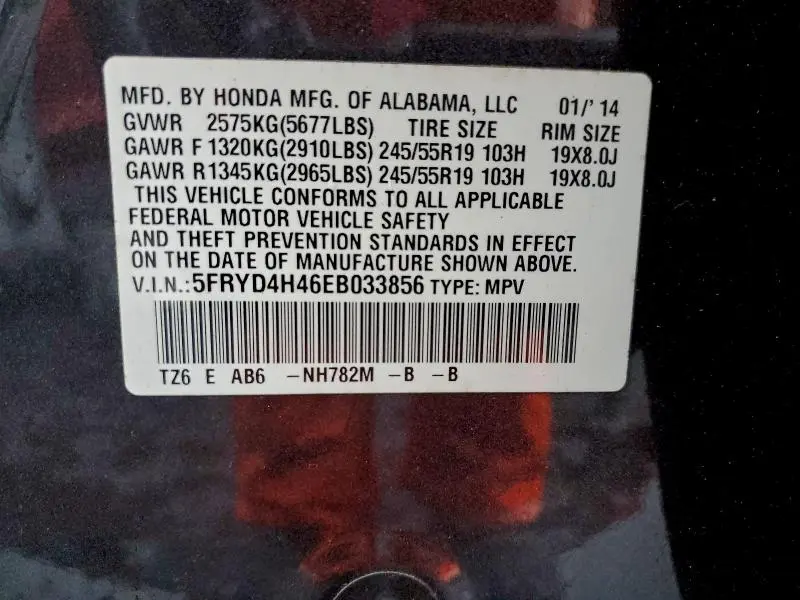 MFD. BY HONDA MFG. OF ALABAMA, LLC 01/'14
GVWR 2575KG(5677LBS) TIRE SIZE RIM SIZE
GAWR F 1320KG(2910LBS) 245/55R19 103H 19X8.0J
GAWR R 1345KG(2965LBS) 245/55R19 103H 19X8.0J
THIS VEHICLE CONFORMS TO ALL APPLICABLE
FEDERAL MOTOR VEHICLE SAFETY
AND THEFT PREVENTION STANDARDS IN EFFECT
ON THE DATE OF MANUFACTURE SHOWN ABOVE.
V.I.N.:5FRYD4H46EB033856 TYPE: MPV
TZ6 E AB6 -NH782M -B -B